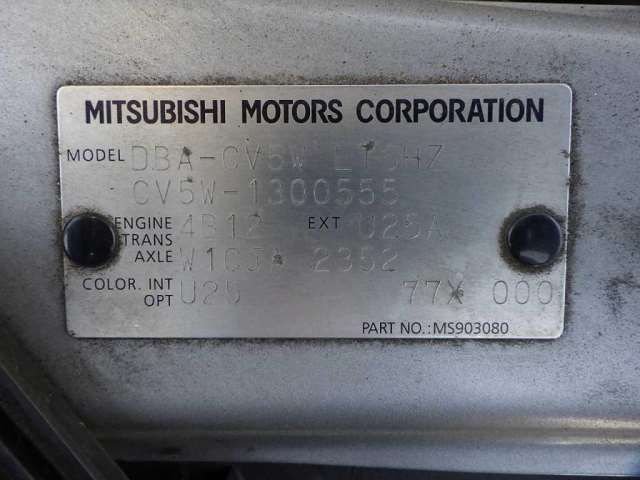 MITSUBISHI MOTORS CORPORATION
MODEL DBA-CV5W LTSHZ
CV5W-1300555
ENGINE 4B12 EXT U25A
TRANS
AXLE W1CJA 2352
COLOR. INT U25 77X 000
OPT
PART NO.:MS903080